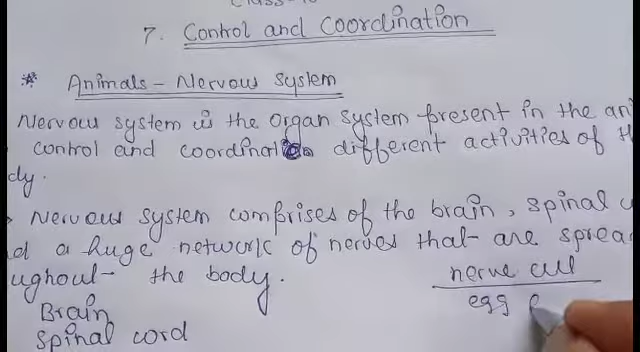 7. Control and Coordination
* Animals - Nervous System
Nervous system is the organ system present in the
control and coordinat different activities of
dy.
Nervous system comprises of the brain, spinal
a huge network of nerves that are sprea
ughout the body.
nerve cell
egg
Brain
Spinal cord